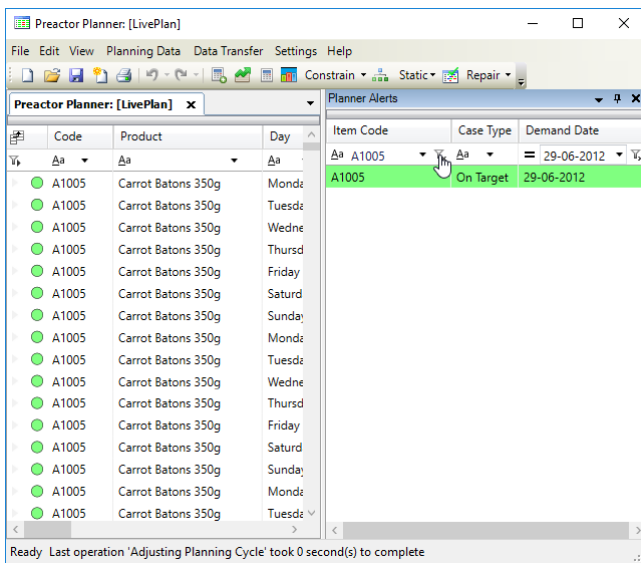 Preactor Planner: [LivePlan]
File Edit View Planning Data Data Transfer Settings Help
Constrain Static Repair
Preactor Planner: [LivePlan] x
Planner Alerts
Code Product Day
Item Code Case Type Demand Date
Aa Aa Aa
Aa A1005 Aa = 29-06-2012
A1005 On Target 29-06-2012
A1005 Carrot Batons 350g Monda
A1005 Carrot Batons 350g Tuesda
A1005 Carrot Batons 350g Wedne
A1005 Carrot Batons 350g Thursd
A1005 Carrot Batons 350g Friday
A1005 Carrot Batons 350g Saturd
A1005 Carrot Batons 350g Sunday
A1005 Carrot Batons 350g Monda
A1005 Carrot Batons 350g Tuesda
A1005 Carrot Batons 350g Wedne
A1005 Carrot Batons 350g Thursd
A1005 Carrot Batons 350g Friday
A1005 Carrot Batons 350g Saturd
A1005 Carrot Batons 350g Sunday
A1005 Carrot Batons 350g Monda
A1005 Carrot Batons 350g Tuesda
Ready Last operation 'Adjusting Planning Cycle' took 0 second(s) to complete